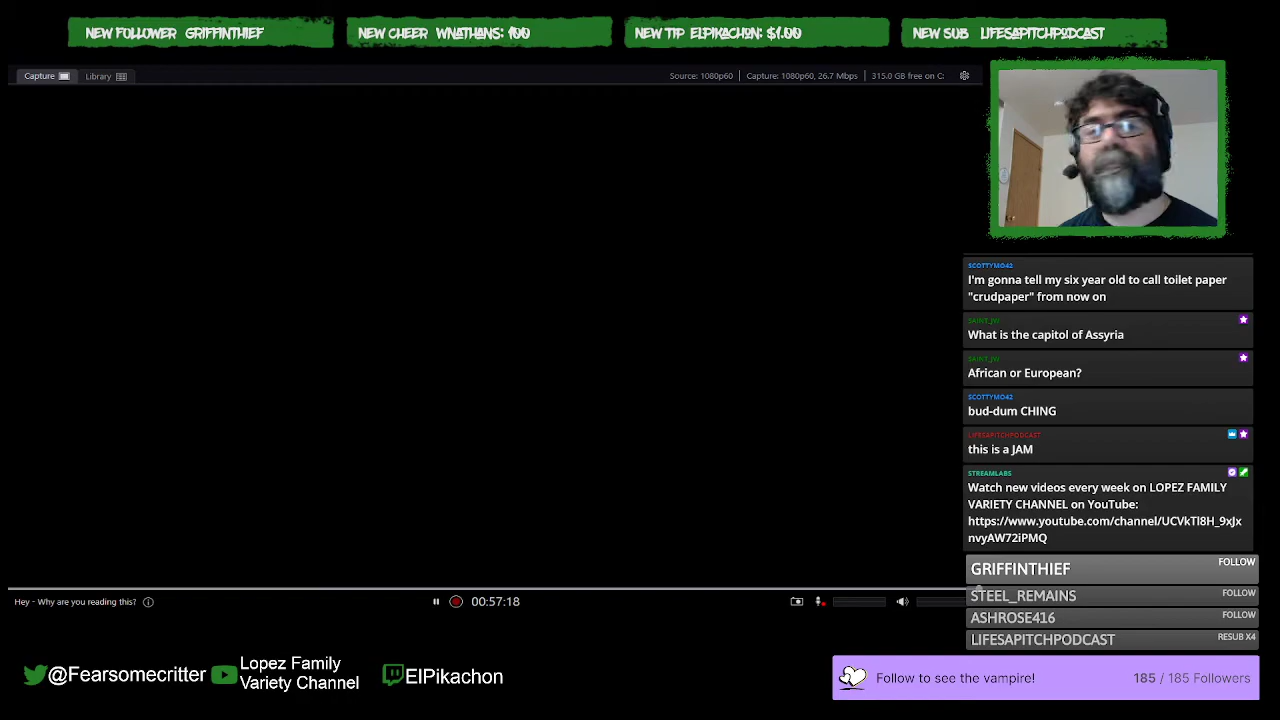 NEW FOLLOWER GRIFFINTHIEF
NEW CHEER WNATHANS: 100
NEW TIP ELPIKACHON: $1.00
NEW SUB LIFESAPITCHPODCAST
Capture
Library
Source: 1080p60
Capture: 1080p60, 26.7 Mbps
315.0 GB free on C:
SCOTTYMO42
I'm gonna tell my six year old to call toilet paper
"crudpaper" from now on
SAINT_JW
What is the capitol of Assyria
SAINT_JW
African or European?
SCOTTYMO42
bud-dum CHING
LIFESAPITCHPODCAST
this is a JAM
STREAMLABS
Watch new videos every week on LOPEZ FAMILY
VARIETY CHANNEL on YouTube:
https://www.youtube.com/channel/UCVkTl8H_9xJx
nvyAW72iPMQ
GRIFFINTHIEF FOLLOW
STEEL_REMAINS FOLLOW
ASHROSE416 FOLLOW
LIFESAPITCHPODCAST RESUB X4
Hey - Why are you reading this?
00:57:18
@Fearsomecritter
Lopez Family
Variety Channel
ElPikachon
Follow to see the vampire!
185 / 185 Followers